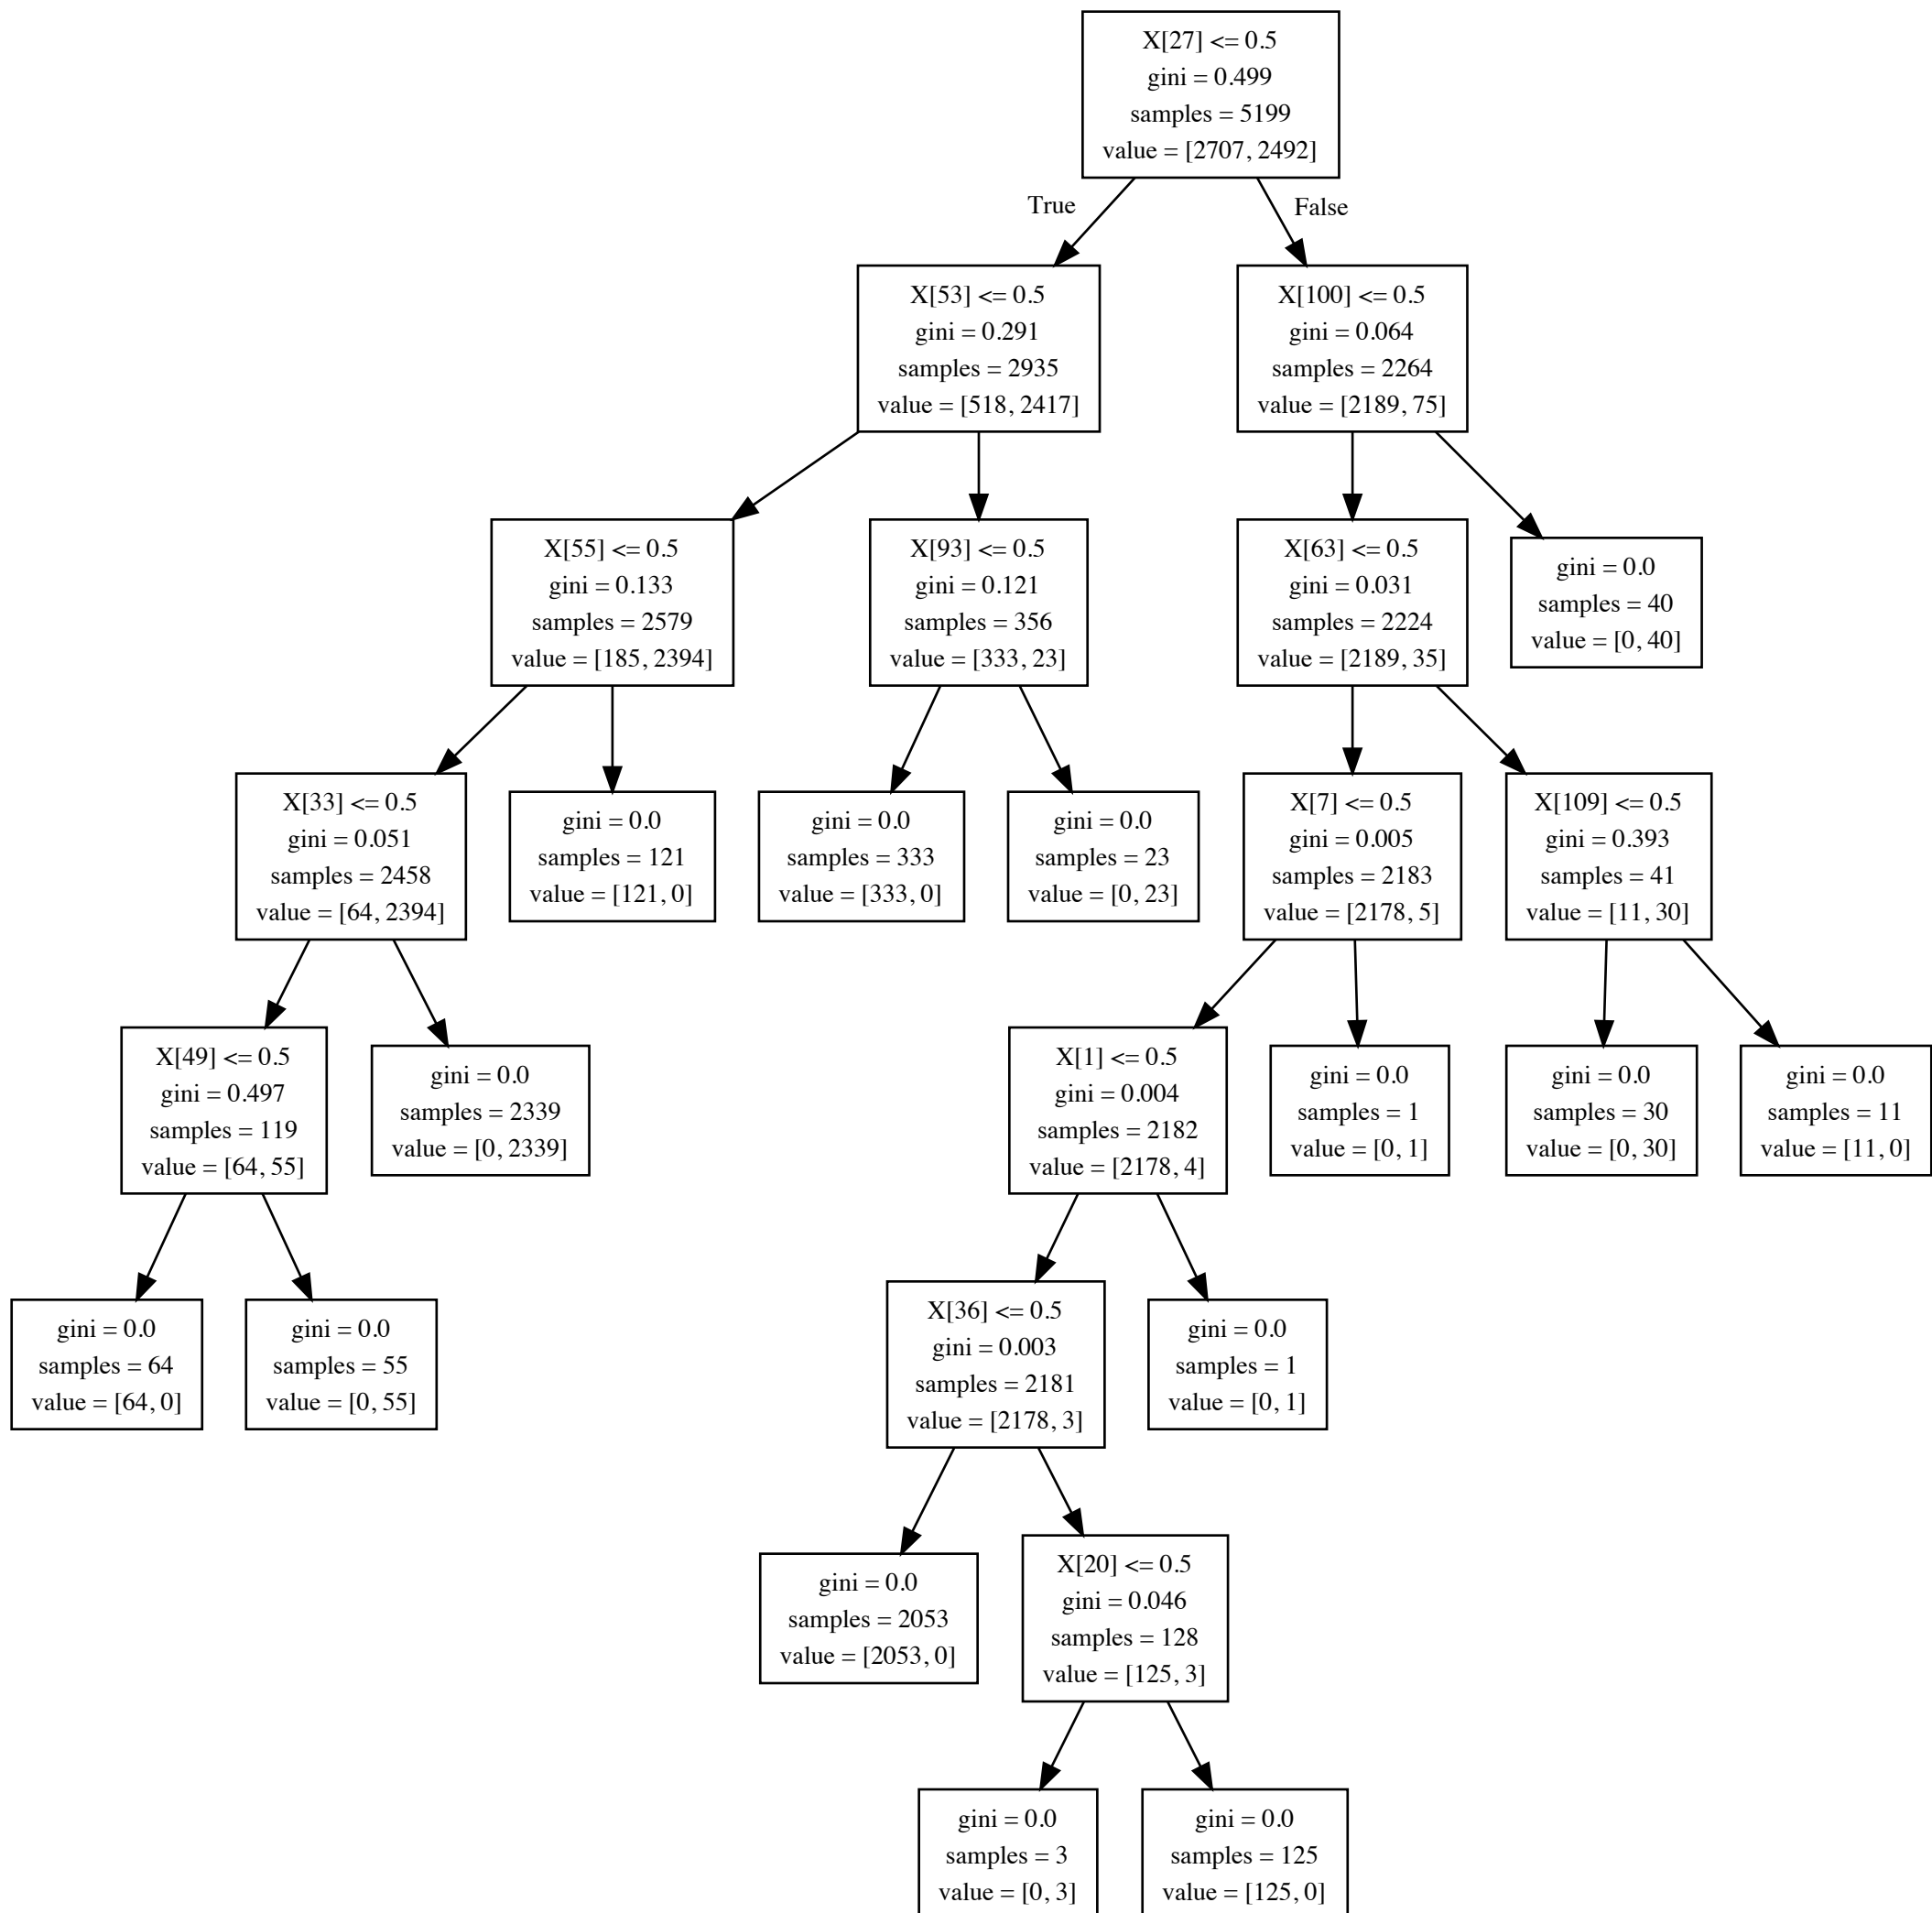 X[27] <= 0.5
gini = 0.499
samples = 5199
value = [2707, 2492]
True
False
X[53] <= 0.5
gini = 0.291
samples = 2935
value = [518, 2417]
X[100] <= 0.5
gini = 0.064
samples = 2264
value = [2189, 75]
X[55] <= 0.5
gini = 0.133
samples = 2579
value = [185, 2394]
X[93] <= 0.5
gini = 0.121
samples = 356
value = [333, 23]
X[63] <= 0.5
gini = 0.031
samples = 2224
value = [2189, 35]
gini = 0.0
samples = 40
value = [0, 40]
X[33] <= 0.5
gini = 0.051
samples = 2458
value = [64, 2394]
gini = 0.0
samples = 121
value = [121, 0]
gini = 0.0
samples = 333
value = [333, 0]
gini = 0.0
samples = 23
value = [0, 23]
X[7] <= 0.5
gini = 0.005
samples = 2183
value = [2178, 5]
X[109] <= 0.5
gini = 0.393
samples = 41
value = [11, 30]
X[49] <= 0.5
gini = 0.497
samples = 119
value = [64, 55]
gini = 0.0
samples = 2339
value = [0, 2339]
X[1] <= 0.5
gini = 0.004
samples = 2182
value = [2178, 4]
gini = 0.0
samples = 1
value = [0, 1]
gini = 0.0
samples = 30
value = [0, 30]
gini = 0.0
samples = 11
value = [11, 0]
gini = 0.0
samples = 64
value = [64, 0]
gini = 0.0
samples = 55
value = [0, 55]
X[36] <= 0.5
gini = 0.003
samples = 2181
value = [2178, 3]
gini = 0.0
samples = 1
value = [0, 1]
gini = 0.0
samples = 2053
value = [2053, 0]
X[20] <= 0.5
gini = 0.046
samples = 128
value = [125, 3]
gini = 0.0
samples = 3
value = [0, 3]
gini = 0.0
samples = 125
value = [125, 0]